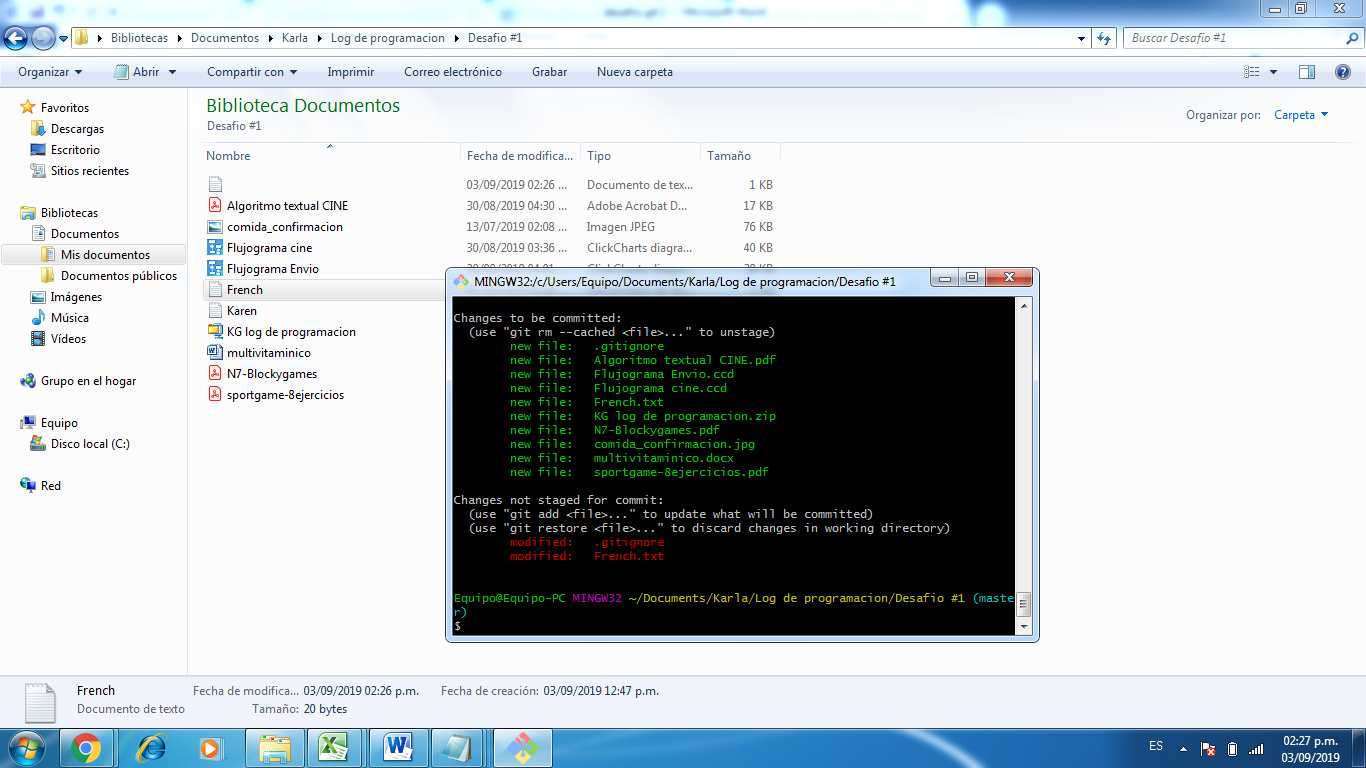 Bibliotecas Documentos Karla Log de programacion Desafio #1
Buscar Desafio #1
Organizar Abrir Compartir con Imprimir Correo electrónico Grabar Nueva carpeta
Favoritos
Descargas
Escritorio
Sitios recientes
Bibliotecas
Documentos
Mis documentos
Documentos públicos
Imágenes
Música
Vídeos
Grupo en el hogar
Equipo
Disco local (C:)
Red
Biblioteca Documentos
Desafio #1
Organizar por: Carpeta
Nombre Fecha de modifica... Tipo Tamaño
03/09/2019 02:26 ... Documento de tex... 1 KB
Algoritmo textual CINE 30/08/2019 04:30 ... Adobe Acrobat D... 17 KB
comida_confirmacion 13/07/2019 02:08 ... Imagen JPEG 76 KB
Flujograma cine 30/08/2019 03:36 ... ClickCharts diagra... 40 KB
Flujograma Envio
French
Karen
KG log de programacion
multivitaminico
N7-Blockygames
sportgame-8ejercicios
MINGW32:/c/Users/Equipo/Documents/Karla/Log de programacion/Desafio #1
Changes to be committed:
(use "git rm --cached <file>..." to unstage)
new file: .gitignore
new file: Algoritmo textual CINE.pdf
new file: Flujograma Envio.ccd
new file: Flujograma cine.ccd
new file: French.txt
new file: KG log de programacion.zip
new file: N7-Blockygames.pdf
new file: comida_confirmacion.jpg
new file: multivitaminico.docx
new file: sportgame-8ejercicios.pdf
Changes not staged for commit:
(use "git add <file>..." to update what will be committed)
(use "git restore <file>..." to discard changes in working directory)
modified: .gitignore
modified: French.txt
Equipo@Equipo-PC MINGW32 ~/Documents/Karla/Log de programacion/Desafio #1 (maste
r)
$
French Fecha de modifica... 03/09/2019 02:26 p.m. Fecha de creación: 03/09/2019 12:47 p.m.
Documento de texto Tamaño: 20 bytes
ES
02:27 p.m.
03/09/2019